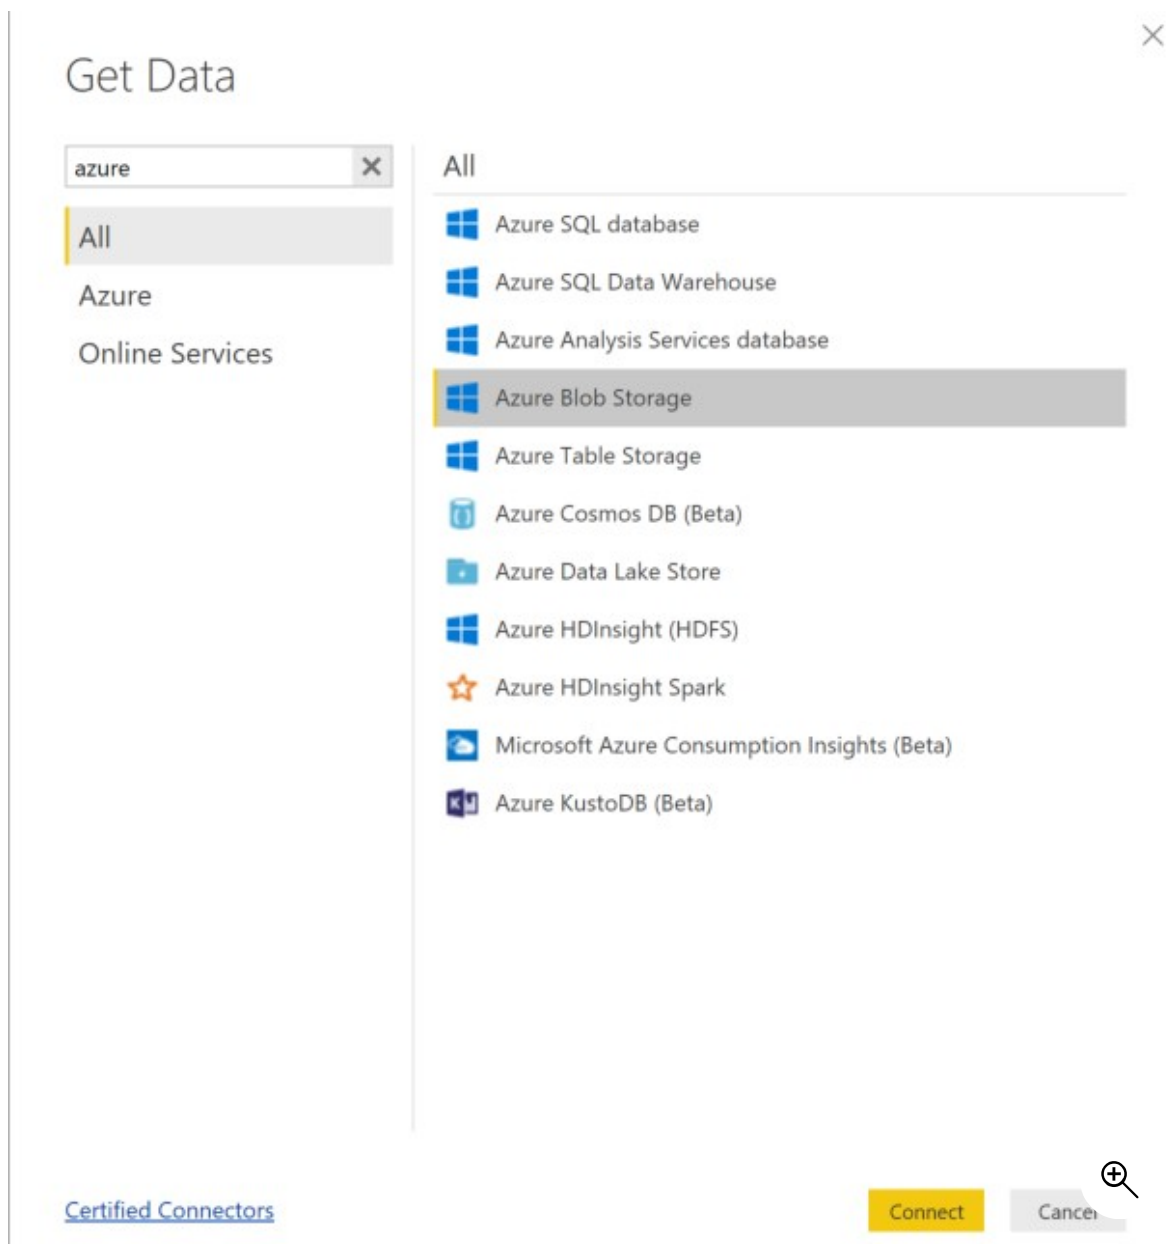 Get Data
azure
All
Azure
Online Services
All
Azure SQL database
Azure SQL Data Warehouse
Azure Analysis Services database
Azure Blob Storage
Azure Table Storage
Azure Cosmos DB (Beta)
Azure Data Lake Store
Azure HDInsight (HDFS)
Azure HDInsight Spark
Microsoft Azure Consumption Insights (Beta)
Azure KustoDB (Beta)
Certified Connectors
Connect
Cancel